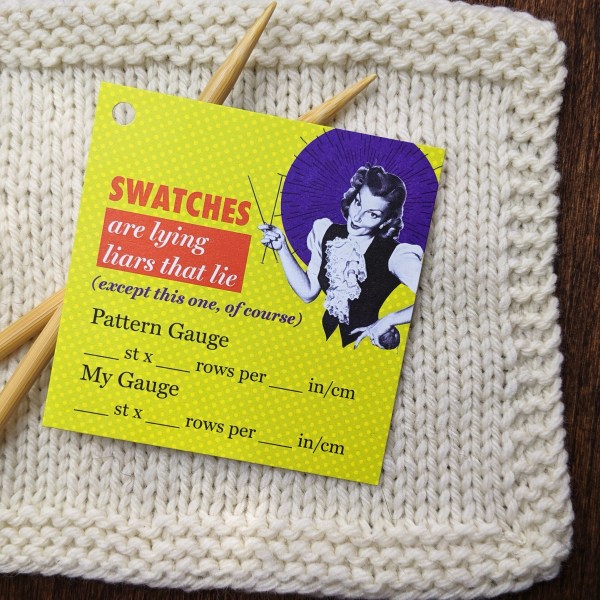 SWATCHES
are lying
liars that lie
(except this one, of course)
Pattern Gauge
___ st x ___ rows per ___ in/cm
My Gauge
___ st x ___ rows per ___ in/cm